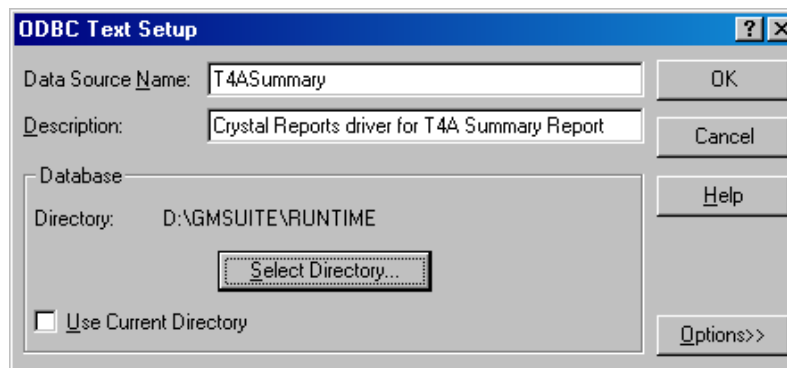 ODBC Text Setup
Data Source Name: T4ASummary
OK
Description: Crystal Reports driver for T4A Summary Report
Cancel
Database
Help
Directory: D:\GMSUITE\RUNTIME
Select Directory...
Use Current Directory
Options>>